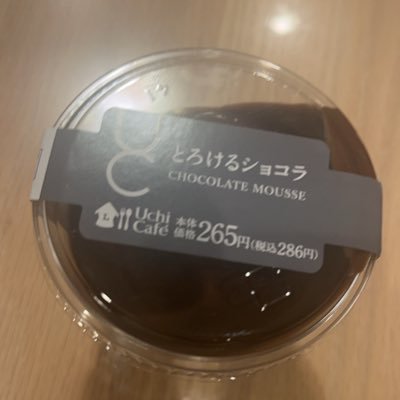 UC
とろけるショコラ
CHOCOLATE MOUSSE
L Uchi Café
本体価格265円(税込286円)